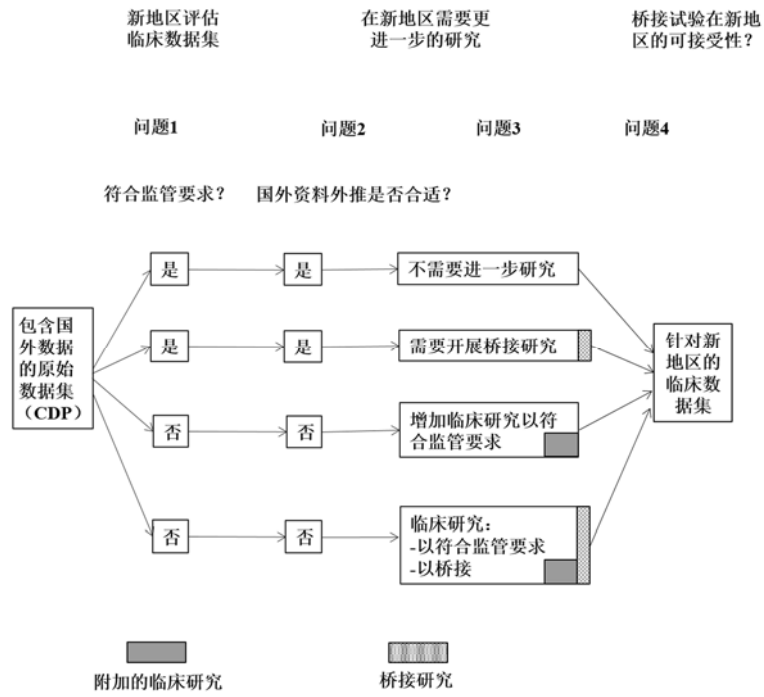 新地区评估
临床数据集
在新地区需要更
进一步的研究
桥接试验在新地
区的可接受性？
问题1
问题2
问题3
问题4
符合监管要求？
国外资料外推是否合适？
包含国
外数据
的原始
数据集
（CDP）
是
是
不需要进一步研究
是
是
需要开展桥接研究
否
否
增加临床研究以符
合监管要求
否
否
临床研究：
-以符合监管要求
-以桥接
针对新
地区的
临床数
据集
附加的临床研究
桥接研究